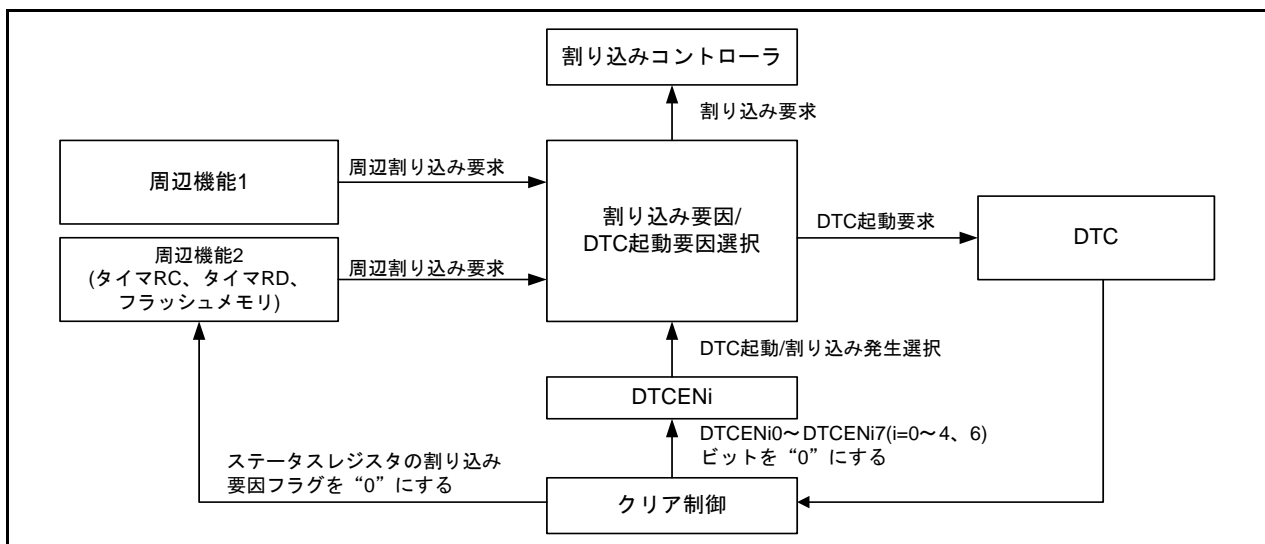 割り込みコントローラ
割り込み要求
周辺機能1
周辺割り込み要求
割り込み要因/
DTC起動要因選択
DTC起動要求
DTC
周辺機能2
(タイマRC、タイマRD、
フラッシュメモリ)
周辺割り込み要求
DTC起動/割り込み発生選択
DTCENi
DTCENi0～DTCENi7(i=0～4、6)
ビットを“0”にする
ステータスレジスタの割り込み
要因フラグを“0”にする
クリア制御